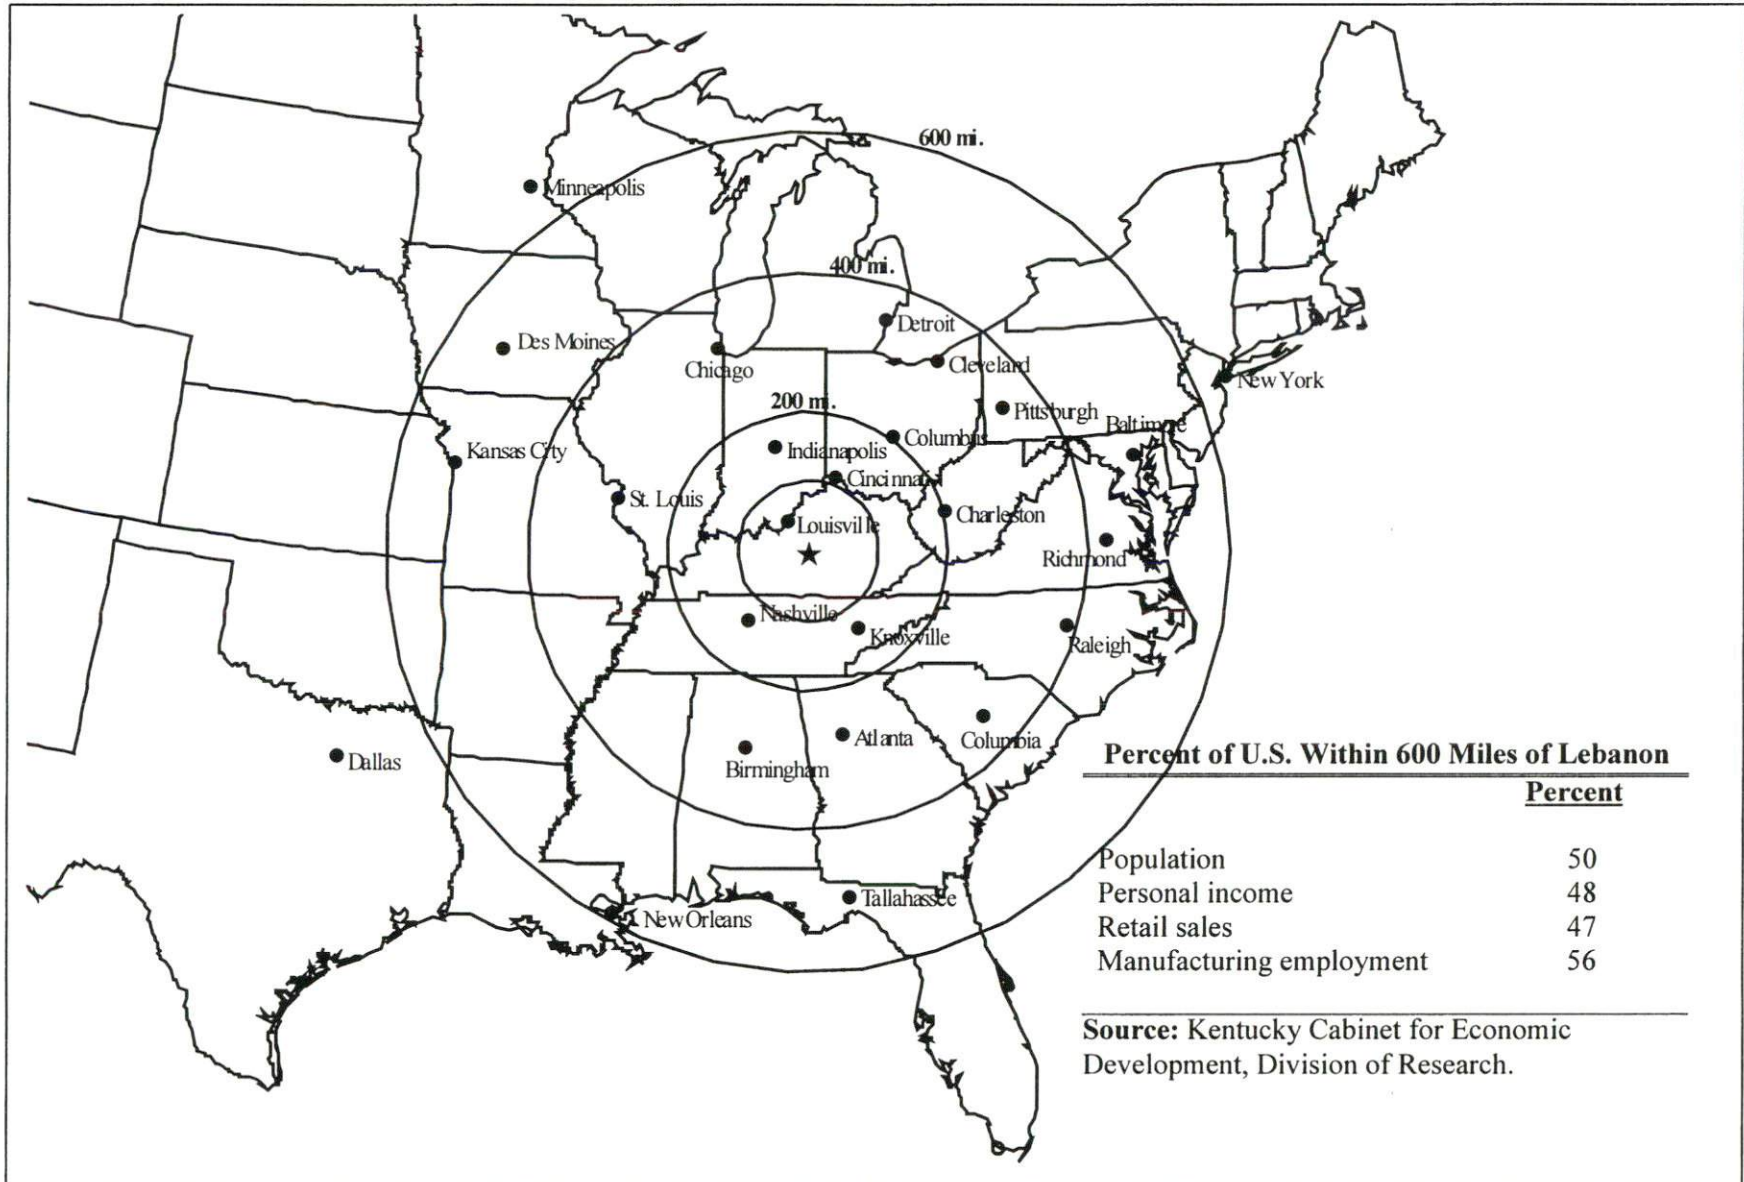 600 mi.
Minneapolis
400 mi.
Detroit
Des Moines
Chicago
Cleveland
New York
200 mi.
Pittsburgh
Baltimore
Columbus
Indianapolis
Kansas City
Cincinnati
St. Louis
Charleston
Louisville
Richmond
Nashville
Knoxville
Raleigh
Atlanta
Columbia
Dallas
Birmingham
Tallahassee
New Orleans
Percent of U.S. Within 600 Miles of Lebanon
Percent
Population 50
Personal income 48
Retail sales 47
Manufacturing employment 56
Source: Kentucky Cabinet for Economic
Development, Division of Research.